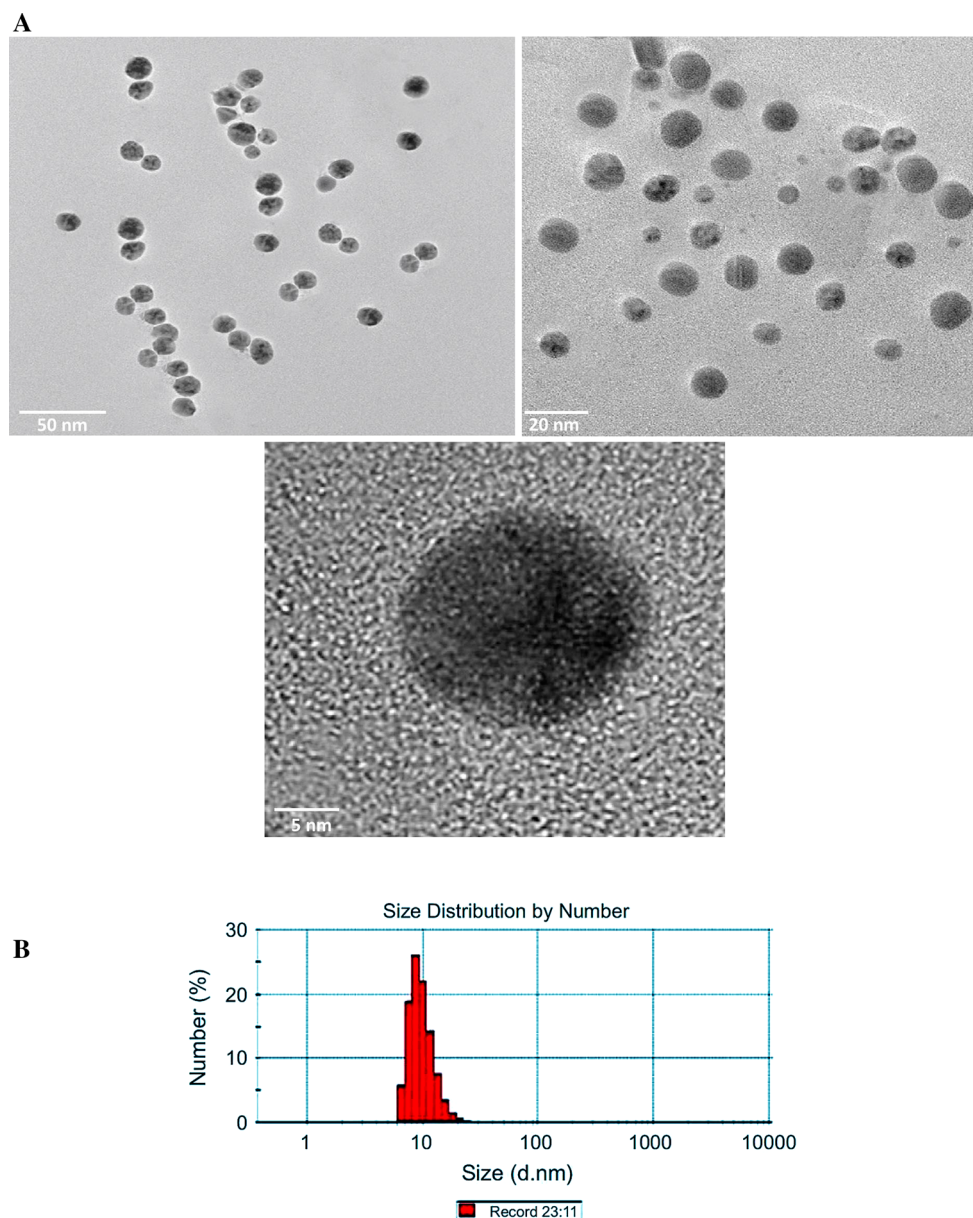 A
50 nm
20 nm
5 nm
B
Size Distribution by Number
30
20
10
0
Number (%)
1 10 100 1000 10000
Size (d.nm)
Record 23:11